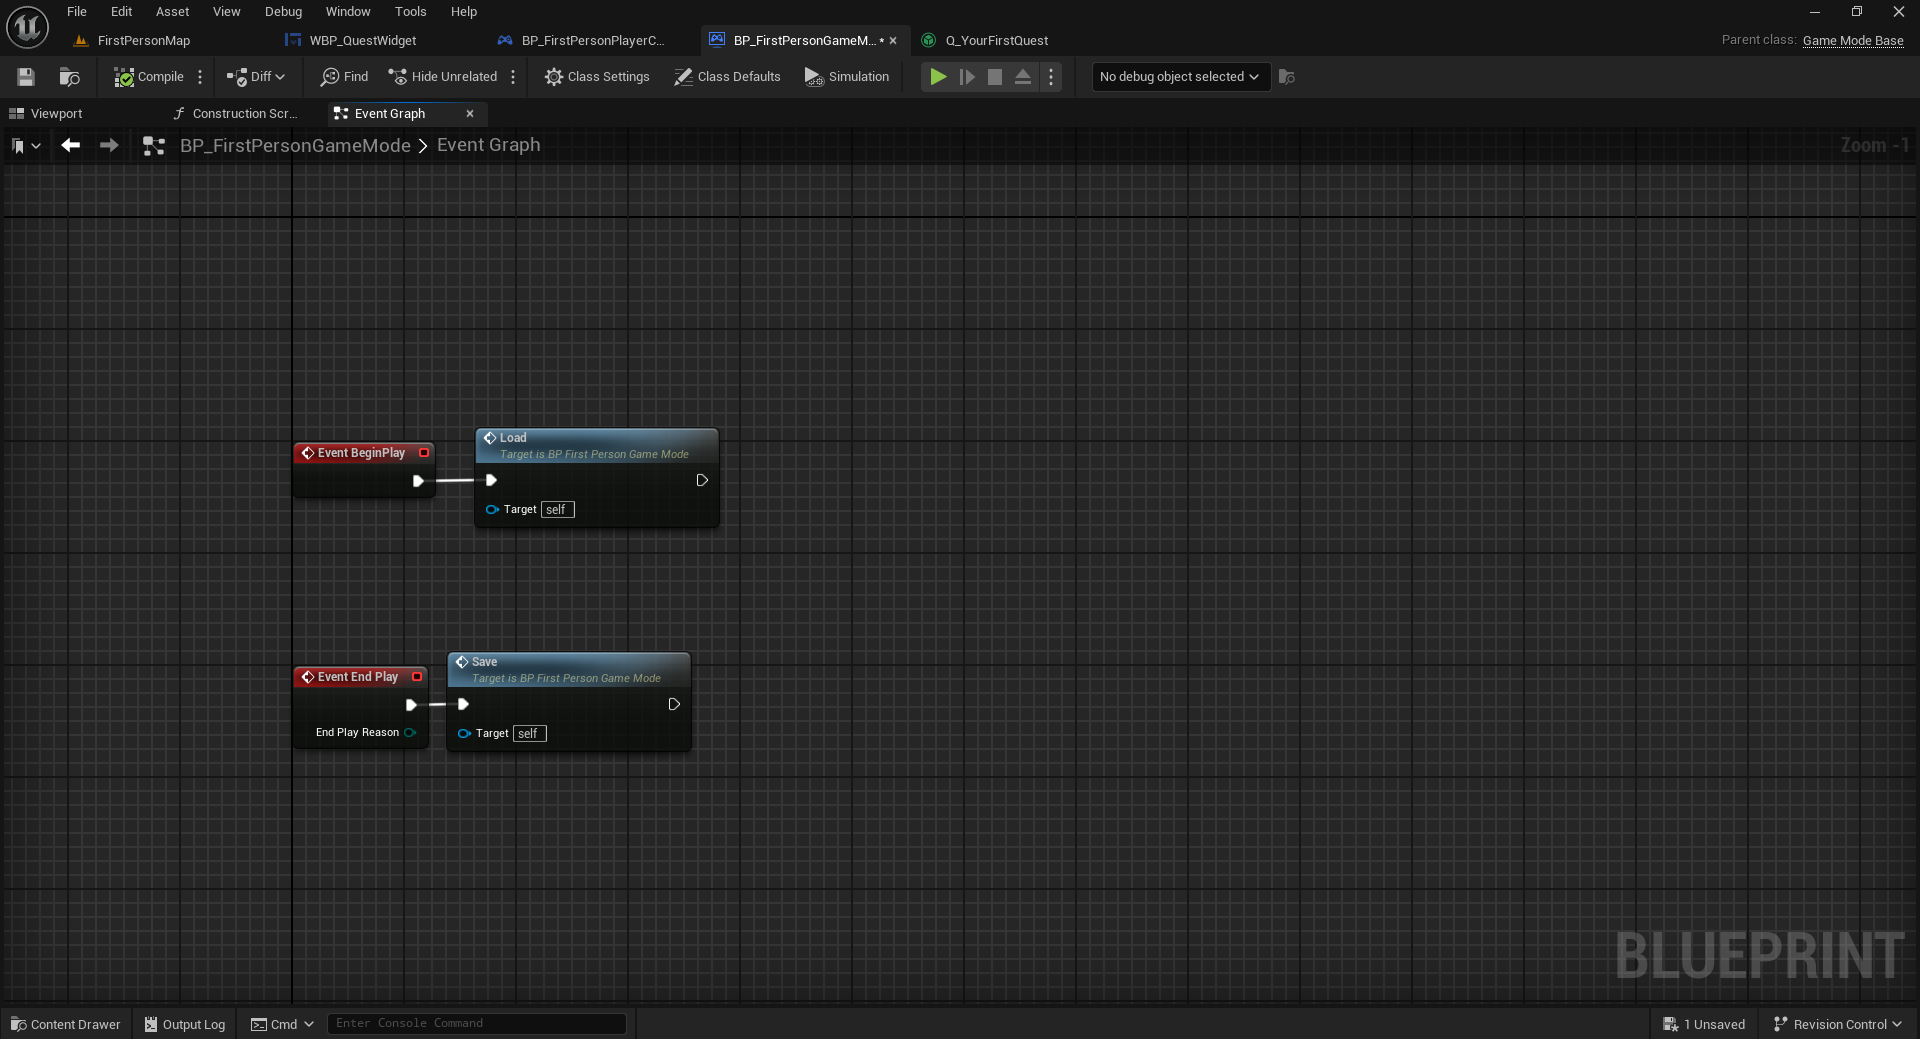 File Edit Asset View Debug Window Tools Help
FirstPersonMap WBP_QuestWidget BP_FirstPersonPlayerC... BP_FirstPersonGameM...* Q_YourFirstQuest Parent class: Game Mode Base
Compile Diff Find Hide Unrelated Class Settings Class Defaults Simulation No debug object selected
Viewport Construction Scr... Event Graph
BP_FirstPersonGameMode > Event Graph Zoom -1
Load
Target is BP First Person Game Mode
Event BeginPlay
Target self
Save
Target is BP First Person Game Mode
Event End Play
End Play Reason
Target self
BLUEPRINT
Content Drawer Output Log Cmd Enter Console Command 1 Unsaved Revision Control